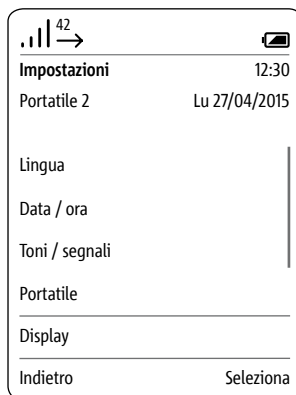 42
Impostazioni 12:30
Portatile 2 Lu 27/04/2015
Lingua
Data / ora
Toni / segnali
Portatile
Display
Indietro Seleziona